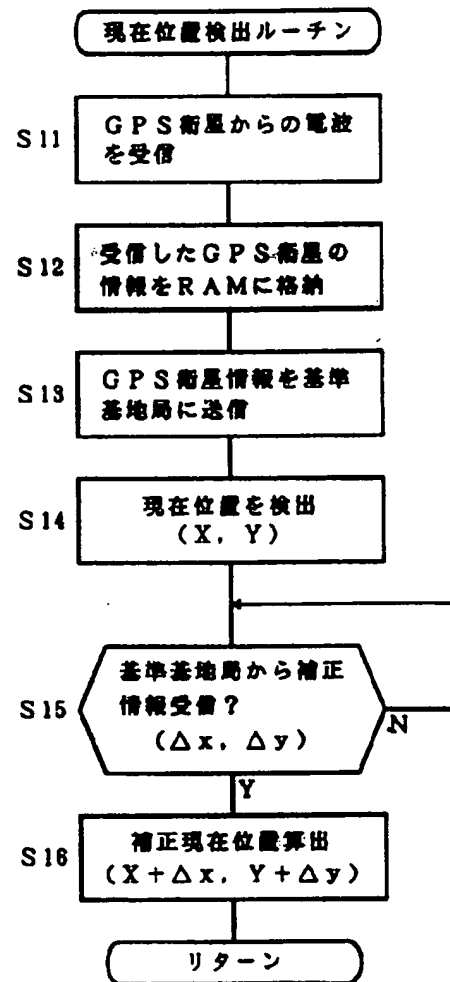 現在位置検出ルーチン
S11
GPS衛星からの電波
を受信
S12
受信したGPS衛星の
情報をRAMに格納
S13
GPS衛星情報を基準
基地局に送信
S14
現在位置を検出
(X, Y)
S15
基準基地局から補正
情報受信?
(△x, △y)
N
Y
S16
補正現在位置算出
(X+△x, Y+△y)
リターン